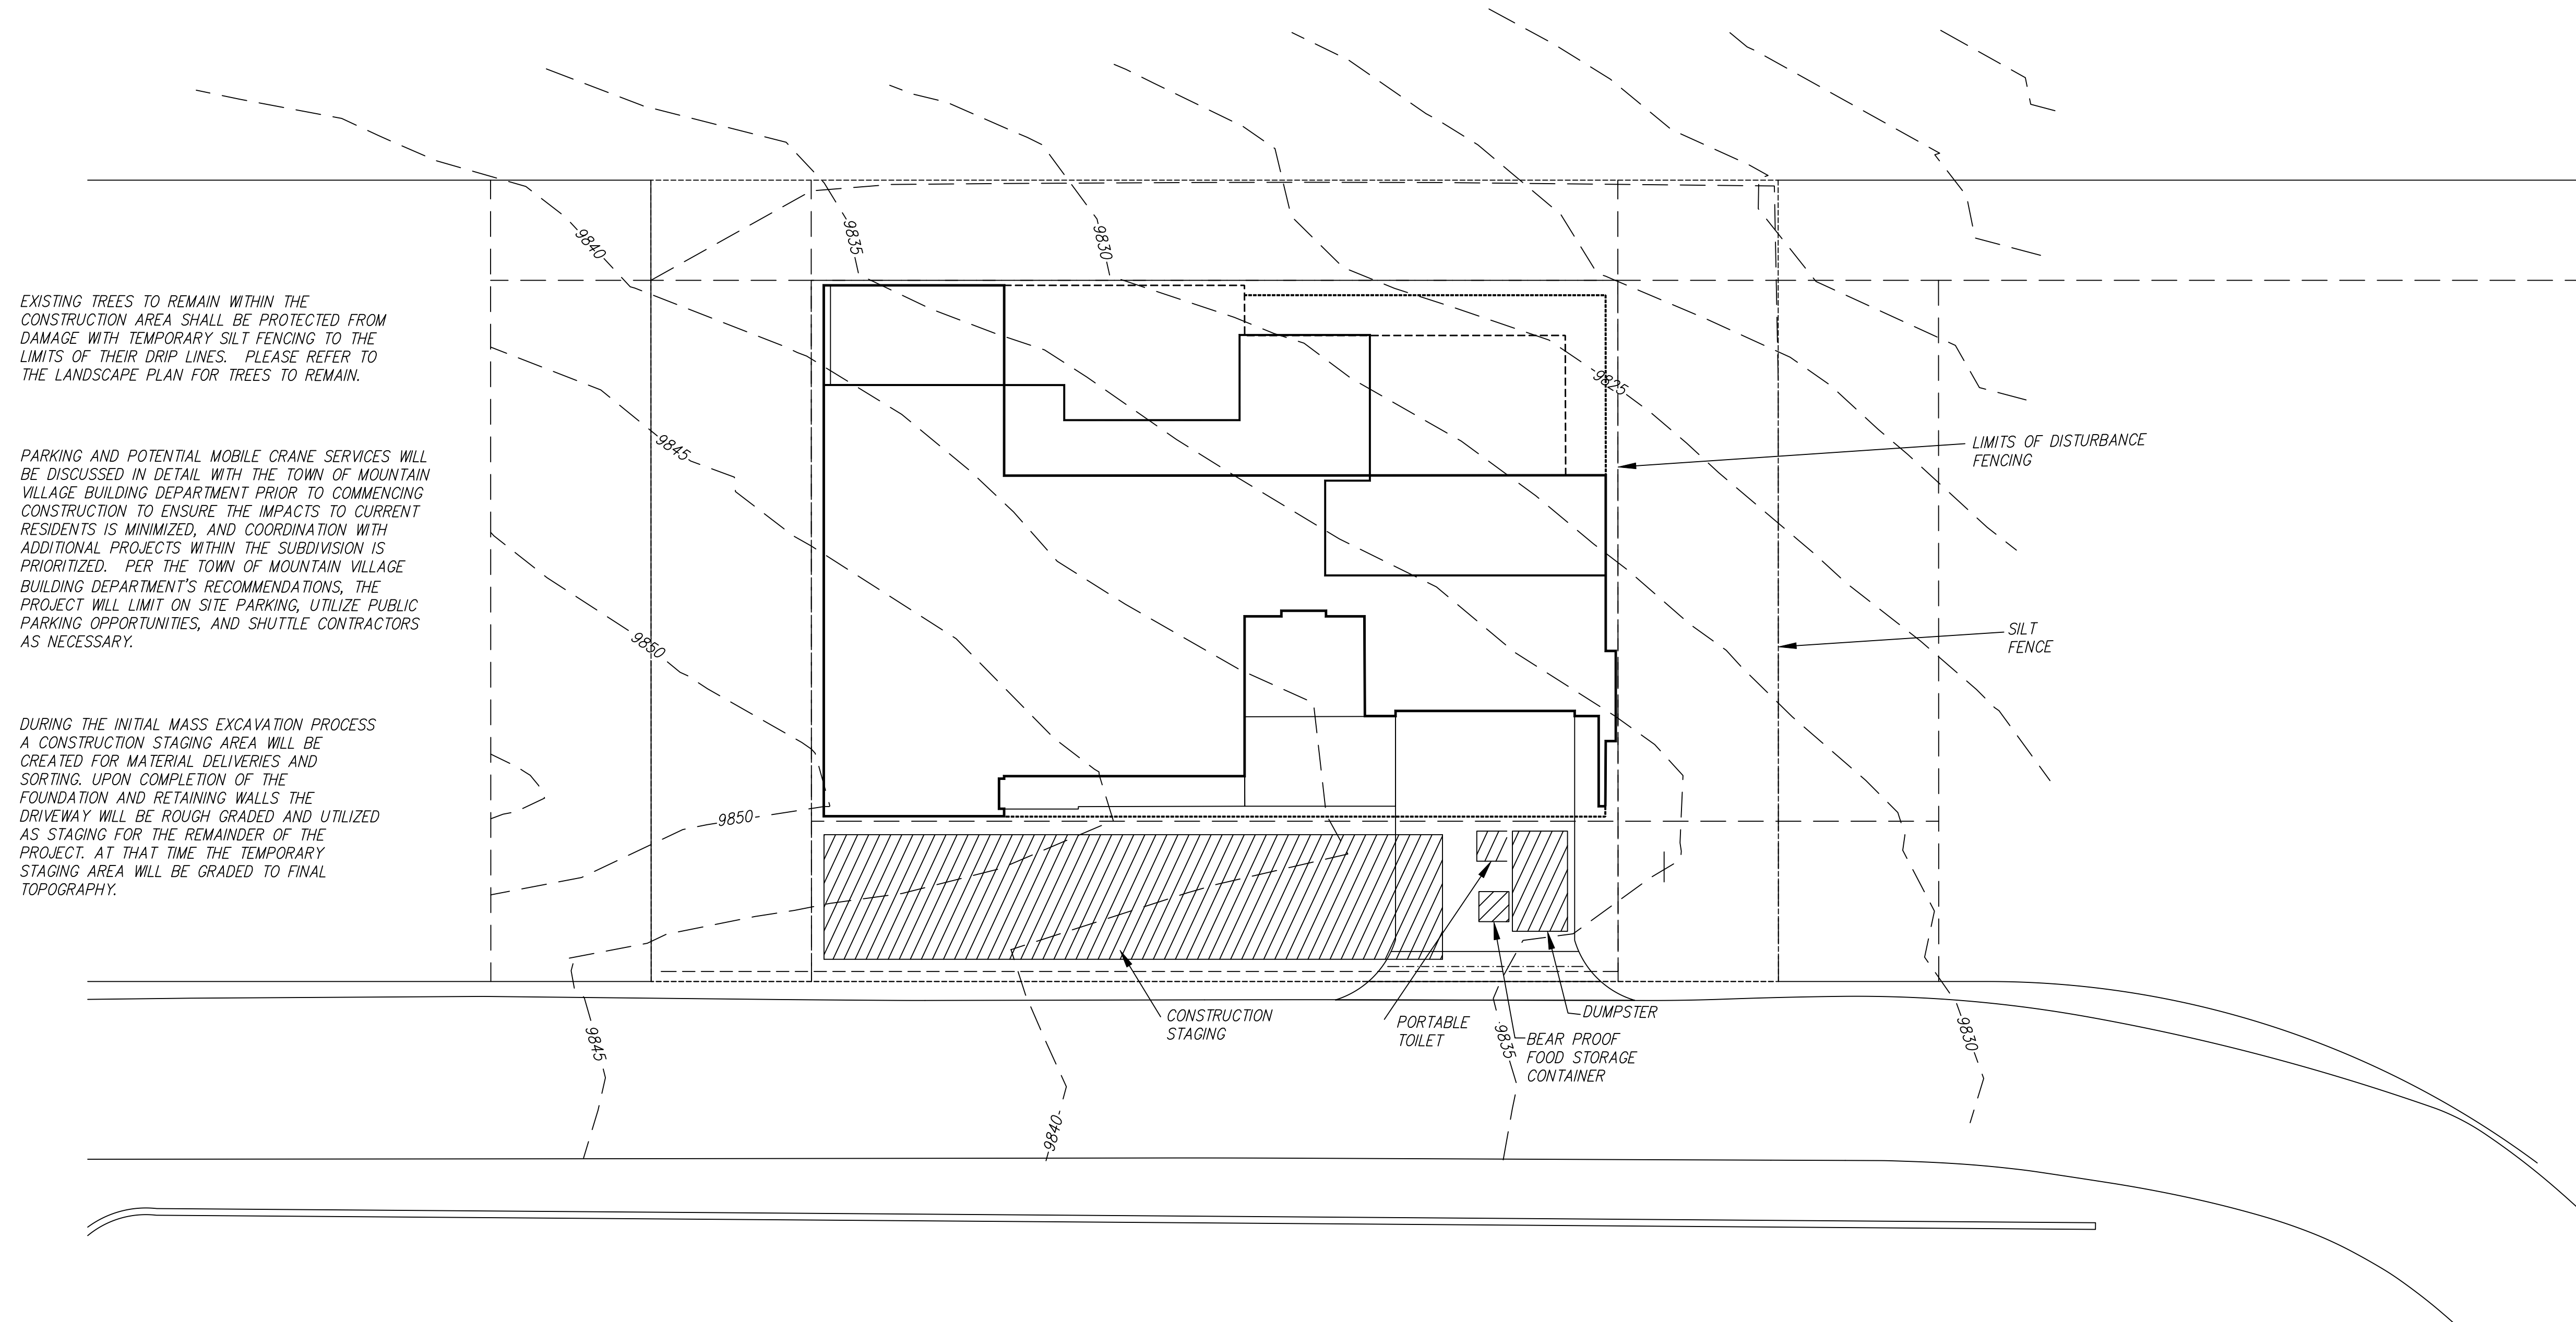 9840
9835
9830
EXISTING TREES TO REMAIN WITHIN THE
CONSTRUCTION AREA SHALL BE PROTECTED FROM
DAMAGE WITH TEMPORARY SILT FENCING TO THE
LIMITS OF THEIR DRIP LINES. PLEASE REFER TO
THE LANDSCAPE PLAN FOR TREES TO REMAIN.
9825
9845
LIMITS OF DISTURBANCE
FENCING
PARKING AND POTENTIAL MOBILE CRANE SERVICES WILL
BE DISCUSSED IN DETAIL WITH THE TOWN OF MOUNTAIN
VILLAGE BUILDING DEPARTMENT PRIOR TO COMMENCING
CONSTRUCTION TO ENSURE THE IMPACTS TO CURRENT
RESIDENTS IS MINIMIZED, AND COORDINATION WITH
ADDITIONAL PROJECTS WITHIN THE SUBDIVISION IS
PRIORITIZED. PER THE TOWN OF MOUNTAIN VILLAGE
BUILDING DEPARTMENT'S RECOMMENDATIONS, THE
PROJECT WILL LIMIT ON SITE PARKING, UTILIZE PUBLIC
PARKING OPPORTUNITIES, AND SHUTTLE CONTRACTORS
AS NECESSARY.
9850
SILT
FENCE
DURING THE INITIAL MASS EXCAVATION PROCESS
A CONSTRUCTION STAGING AREA WILL BE
CREATED FOR MATERIAL DELIVERIES AND
SORTING. UPON COMPLETION OF THE
FOUNDATION AND RETAINING WALLS THE
DRIVEWAY WILL BE ROUGH GRADED AND UTILIZED
AS STAGING FOR THE REMAINDER OF THE
PROJECT. AT THAT TIME THE TEMPORARY
STAGING AREA WILL BE GRADED TO FINAL
TOPOGRAPHY.
9850
CONSTRUCTION
STAGING
PORTABLE
TOILET
DUMPSTER
BEAR PROOF
FOOD STORAGE
CONTAINER
9845
9840
9835
9830